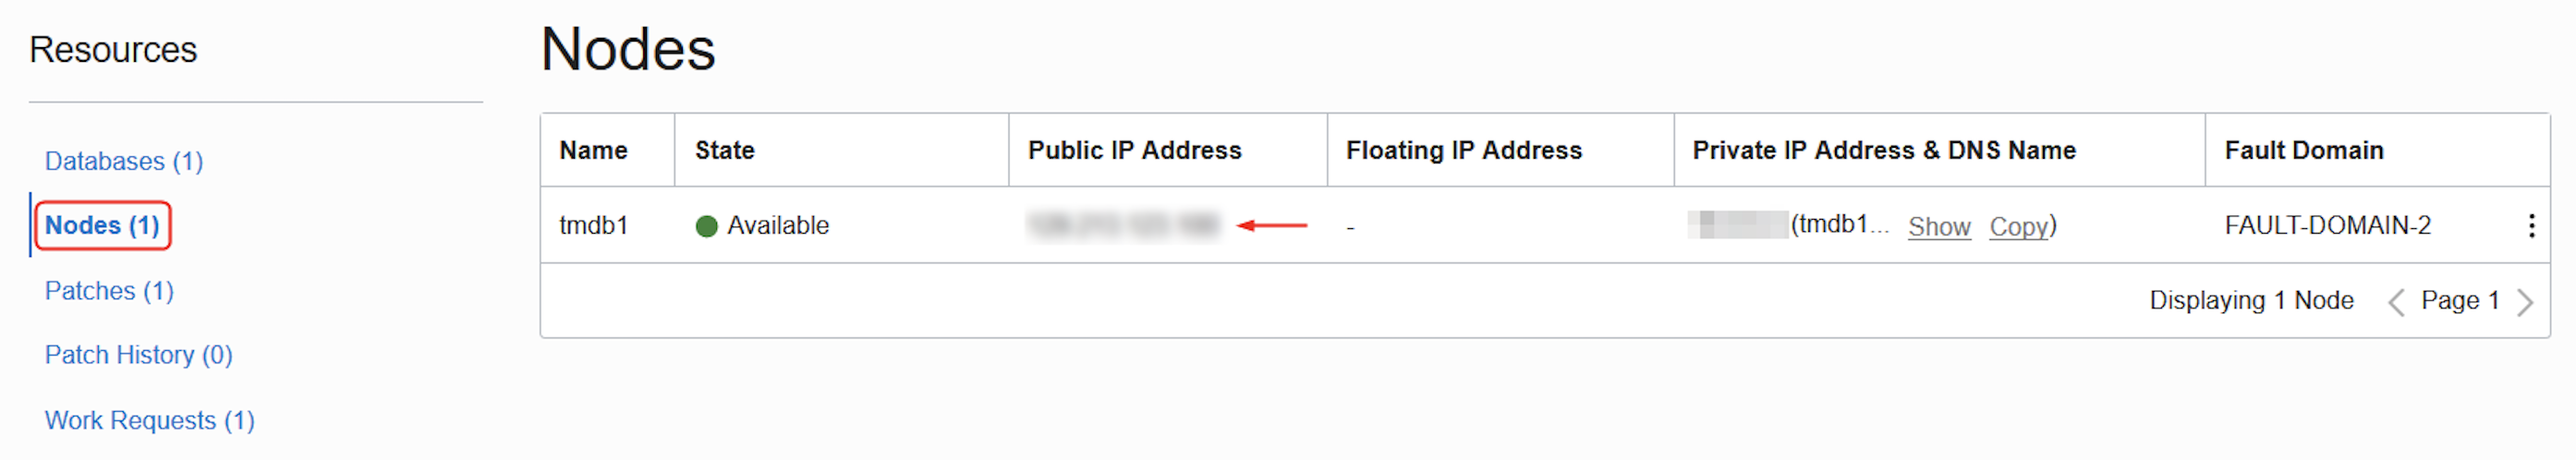 Resources
Databases (1)
Nodes (1)
Patches (1)
Patch History (0)
Work Requests (1)
Nodes
Name State Public IP Address Floating IP Address Private IP Address & DNS Name Fault Domain
tmdb1 Available - (tmdb1... Show Copy) FAULT-DOMAIN-2
Displaying 1 Node < Page 1 >